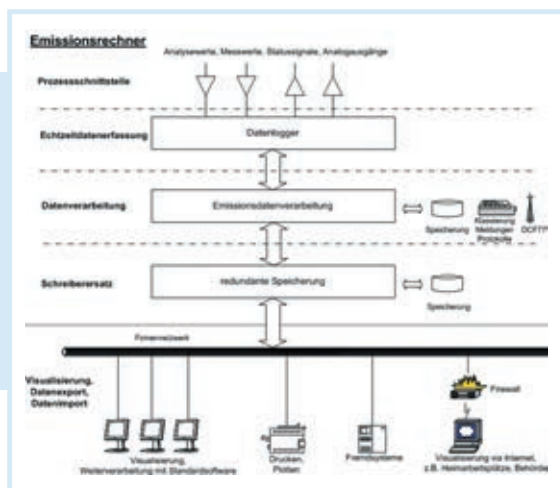 Emissionsrechner
Analysewerte, Messwerte, Statussignale, Analogausgänge
Prozessschnittstelle
Echtzeitdatenerfassung
Datenlogger
Datenverarbeitung
Emissionsdatenverarbeitung
Speicherung
Klassierung
Meldungen
Protokolle
DCF77
Schreiberersatz
redundante Speicherung
Speicherung
Firmennetzwerk
Visualisierung,
Datenexport,
Datenimport
Firewall
Visualisierung,
Weiterverarbeitung mit Standardsoftware
Drucken,
Plotten
Fremdsysteme
Visualisierung via Internet,
z.B. Heimarbeitsplätze, Behörde